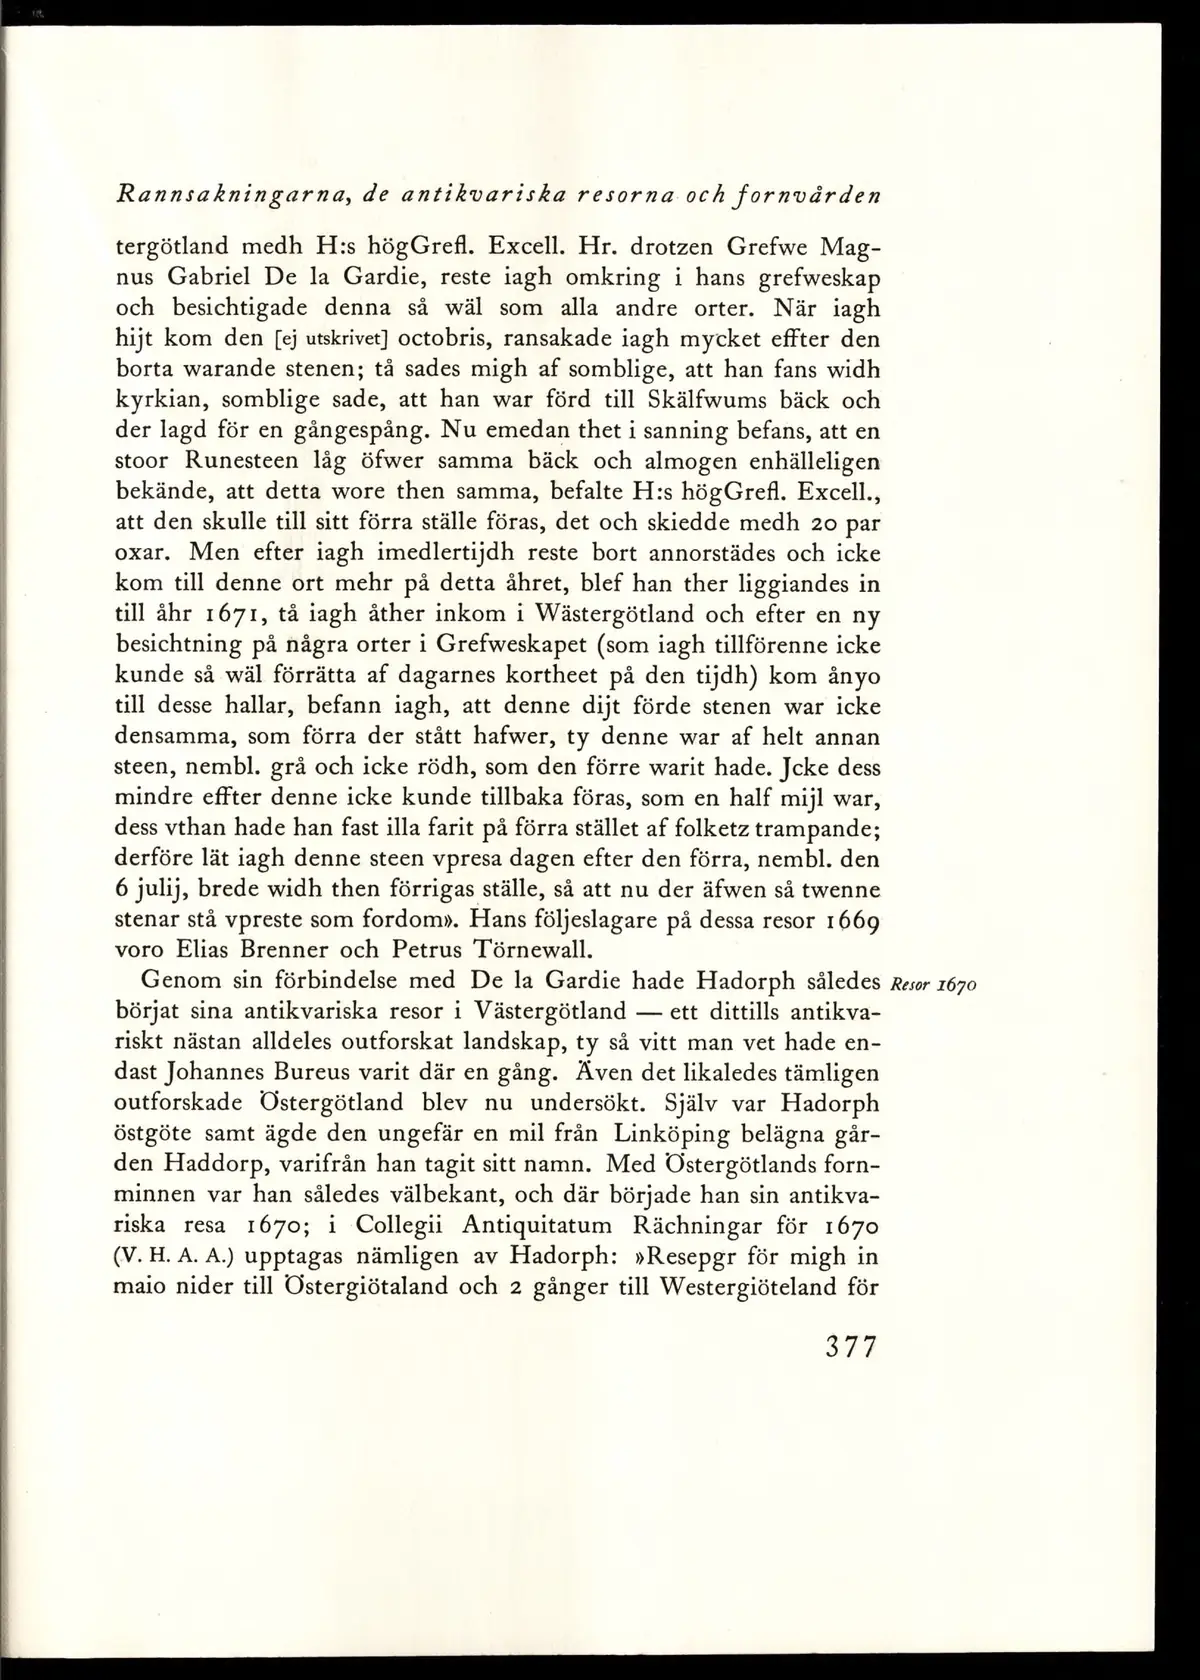 Rannsakningarna, de antikvariska resorna och fornvården
tergötland medh H:s högGrefl. Excell. Hr. drotzen Grefwe Mag-
nus Gabriel De la Gardie, reste iagh omkring i hans grefweskap
och besichtigade denna så wäl som alla andre orter. När iagh
hijt kom den [ej utskrivet] octobris, ransakade iagh mycket effter den
borta warande stenen; tå sades migh af somblige, att han fans widh
kyrkian, somblige sade, att han war förd till Skälfwums bäck och
der lagd för en gångespång. Nu emedan thet i sanning befans, att en
stoor Runesteen låg öfwer samma bäck och almogen enhälleligen
bekände, att detta wore then samma, befalte H:s högGrefl. Excell.,
att den skulle till sitt förra ställe föras, det och skiedde medh 20 par
oxar. Men efter iagh imedlertijdh reste bort annorstädes och icke
kom till denne ort mehr på detta åhret, blef han ther liggiandes in
till åhr 1671, tå iagh åther inkom i Wästergötland och efter en ny
besichtning på några orter i Grefweskapet (som iagh tillförenne icke
kunde så wäl förrätta af dagarnes kortheet på den tijdh) kom ånyo
till desse hallar, befann iagh, att denne dijt förde stenen war icke
densamma, som förra der stått hafwer, ty denne war af helt annan
steen, nembl. grå och icke rödh, som den förre warit hade. Jcke dess
mindre effter denne icke kunde tillbaka föras, som en half mijl war,
dess vthan hade han fast illa farit på förra stället af folketz trampande;
derföre lät iagh denne steen vpresa dagen efter den förra, nembl. den
6 julij, brede widh then förrigas ställe, så att nu der äfwen så twenne
stenar stå vpreste som fordom». Hans följeslagare på dessa resor 1669
voro Elias Brenner och Petrus Törnewall.
Genom sin förbindelse med De la Gardie hade Hadorph således Resor 1670
börjat sina antikvariska resor i Västergötland — ett dittills antikva-
riskt nästan alldeles outforskat landskap, ty så vitt man vet hade en-
dast Johannes Bureus varit där en gång. Även det likaledes tämligen
outforskade Östergötland blev nu undersökt. Själv var Hadorph
östgöte samt ägde den ungefär en mil från Linköping belägna går-
den Haddorp, varifrån han tagit sitt namn. Med Östergötlands forn-
minnen var han således välbekant, och där började han sin antikva-
riska resa 1670; i Collegii Antiquitatum Rächningar för 1670
(V. H. A. A.) upptagas nämligen av Hadorph: »Resepgr för migh in
maio nider till Östergiötaland och 2 gånger till Westergiöteland för
377